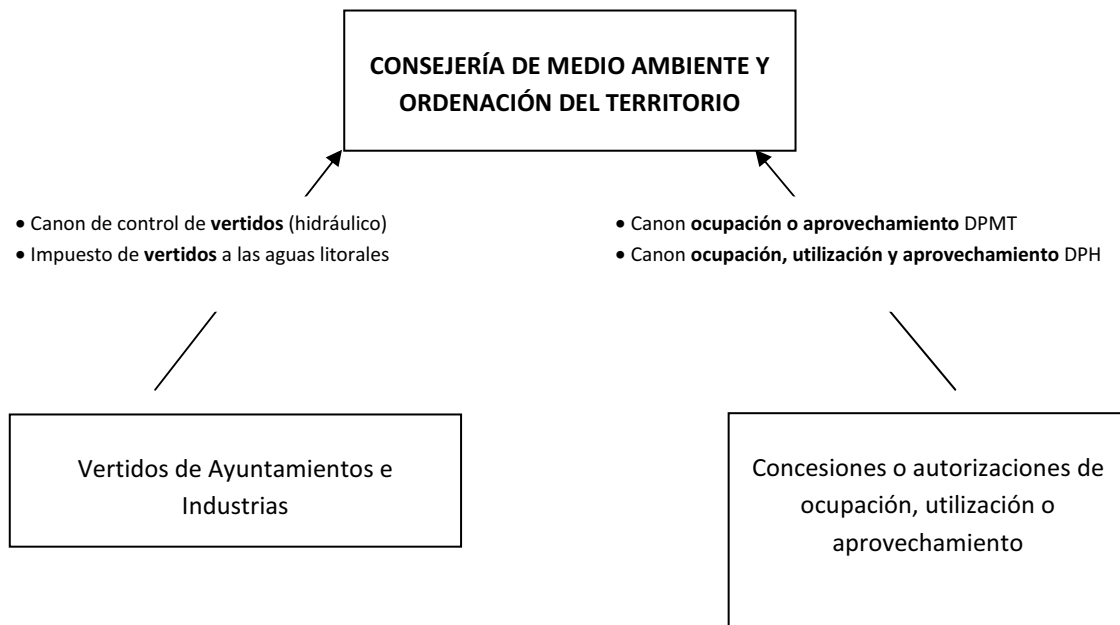 CONSEJERÍA DE MEDIO AMBIENTE Y
ORDENACIÓN DEL TERRITORIO
• Canon de control de vertidos (hidráulico)
• Impuesto de vertidos a las aguas litorales
• Canon ocupación o aprovechamiento DPMT
• Canon ocupación, utilización y aprovechamiento DPH
Vertidos de Ayuntamientos e
Industrias
Concesiones o autorizaciones de
ocupación, utilización o
aprovechamiento